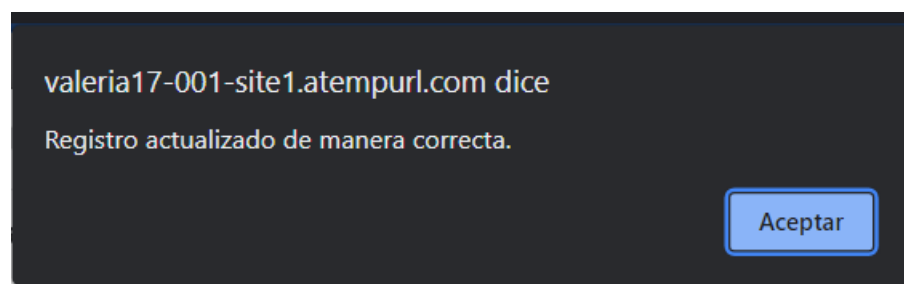 valeria17-001-site1.atempurl.com dice
Registro actualizado de manera correcta.
Aceptar